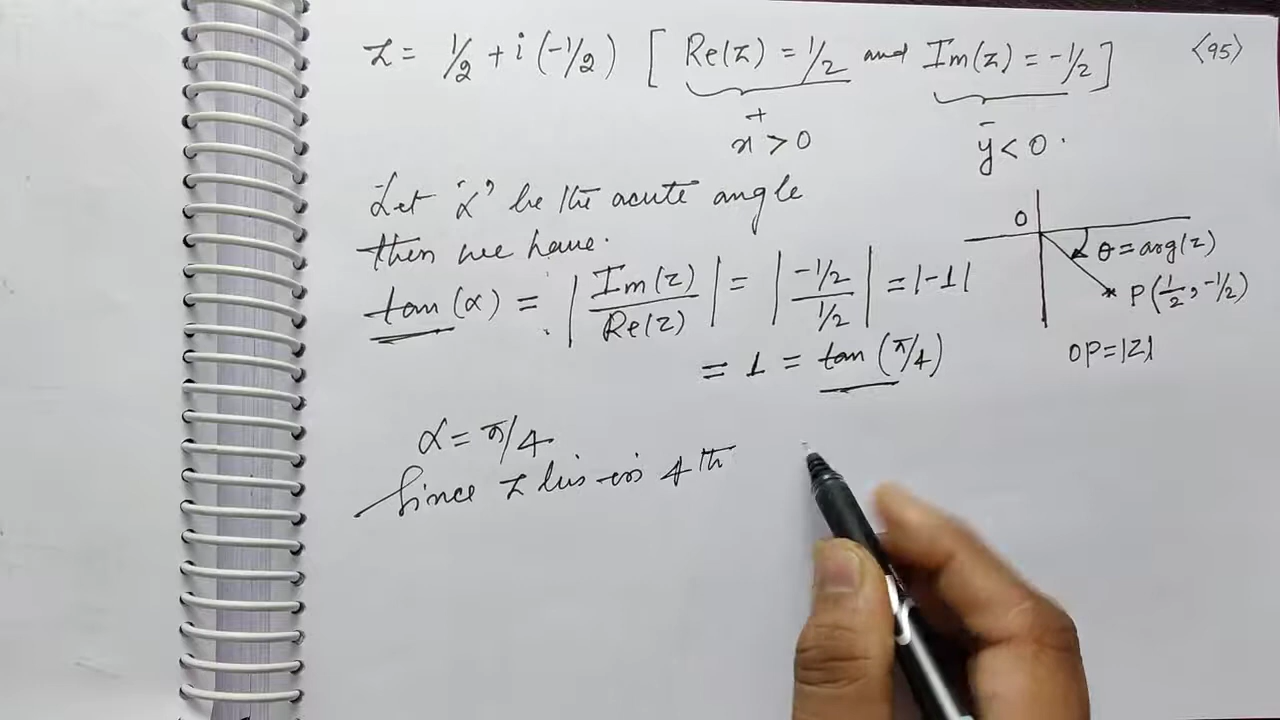 z = 1/2 + i (-1/2) [ Re(z) = 1/2 and Im(z) = -1/2 ] <95>
+ -
x > 0 y < 0 .
Let 'α' be the acute angle
then we have.
tan (α) = | Im(z) / Re(z) | = | -1/2 / 1/2 | = |-1|
= 1 = tan (π/4)
O
θ = arg(z)
P(1/2, -1/2)
OP = |z|
α = π/4
Since z lies in 4th